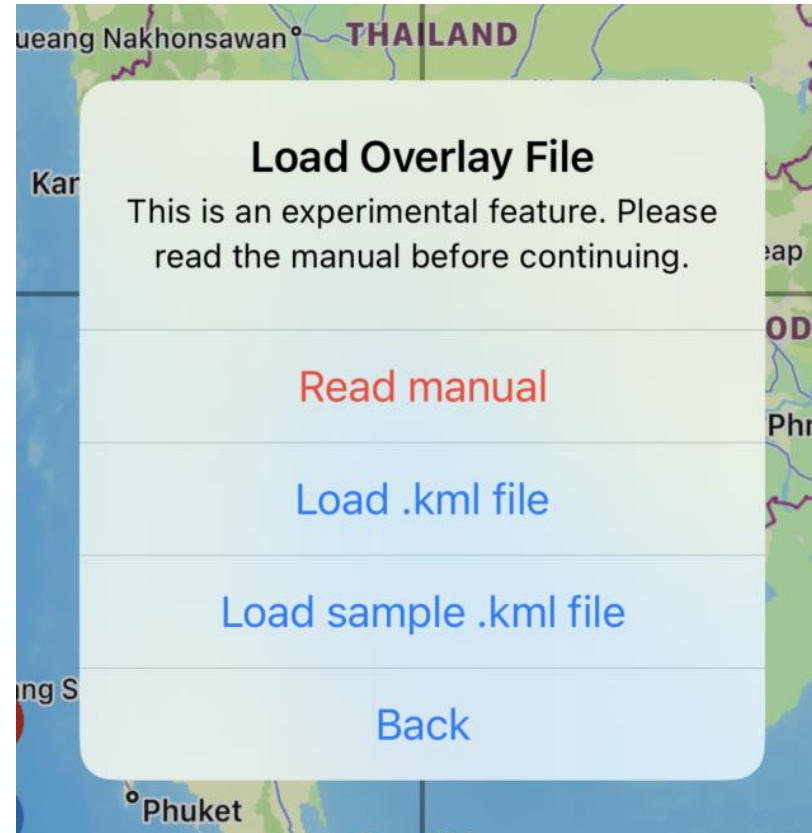 ueang Nakhonsawan
THAILAND
Kar
Load Overlay File
This is an experimental feature. Please
read the manual before continuing.
eap
OD
Read manual
Phr
Load .kml file
Load sample .kml file
ng S
Back
Phuket